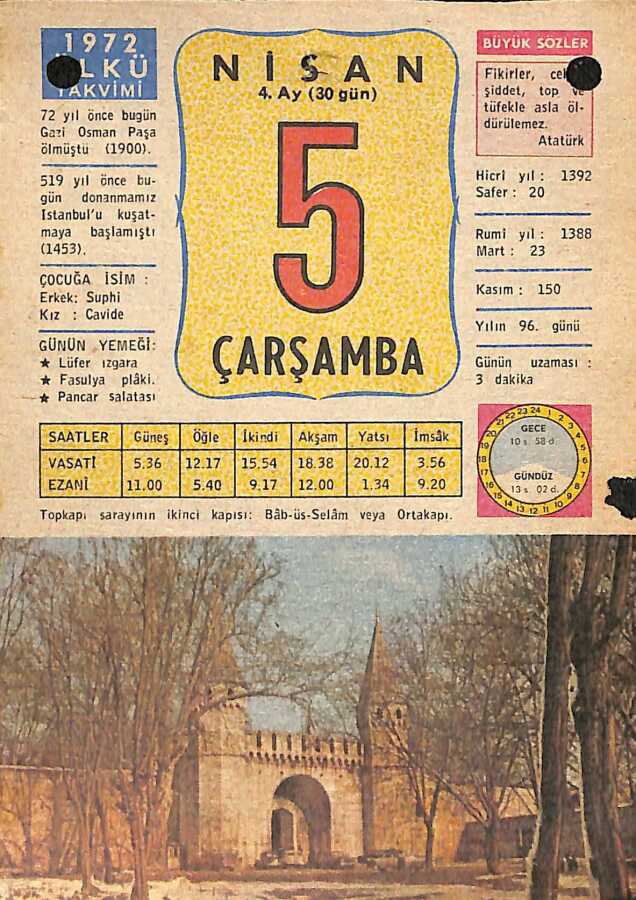 1972
ÜLKÜ
TAKVİMİ
72 yıl önce bugün
Gazi Osman Paşa
ölmüştü (1900).
519 yıl önce bu-
gün donanmamız
Istanbul'u kuşat-
maya başlamıştı
(1453).
ÇOCUĞA İSİM :
Erkek: Suphi
Kız : Cavide
GÜNÜN YEMEĞİ:
★ Lüfer ızgara
★ Fasulya plâki.
★ Pancar salatası
NİSAN
4. Ay (30 gün)
5
ÇARŞAMBA
BÜYÜK SÖZLER
Fikirler,
şiddet, top ve
tüfekle asla öl-
dürülemez.
Atatürk
Hicrî yıl : 1392
Safer : 20
Rumî yıl : 1388
Mart : 23
Kasım : 150
Yılın 96. günü
Günün uzaması :
3 dakika
SAATLER Güneş Öğle İkindi Akşam Yatsı İmsâk
VASATİ 5.36 12.17 15.54 18.38 20.12 3.56
EZANİ 11.00 5.40 9.17 12.00 1.34 9.20
GECE
10 s. 58 d.
GÜNDÜZ
13 s. 02 d.
Topkapı sarayının ikinci kapısı: Bâb-üs-Selâm veya Ortakapı.